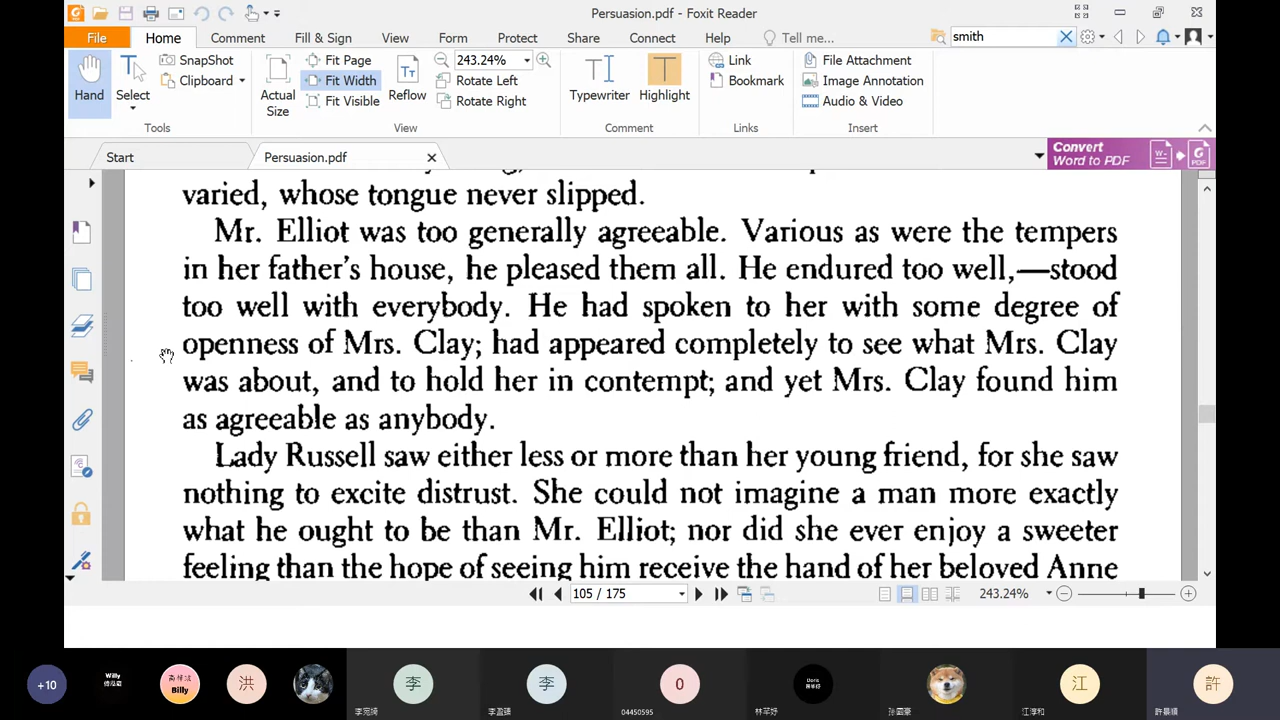 Persuasion.pdf - Foxit Reader
File Home Comment Fill & Sign View Form Protect Share Connect Help Tell me... smith
Hand Select SnapShot Clipboard Actual Size Fit Page Fit Width Fit Visible Reflow 243.24% Rotate Left Rotate Right Typewriter Highlight Link Bookmark File Attachment Image Annotation Audio & Video
Tools View Comment Links Insert
Start Persuasion.pdf Convert Word to PDF
varied, whose tongue never slipped.
Mr. Elliot was too generally agreeable. Various as were the tempers
in her father's house, he pleased them all. He endured too well,—stood
too well with everybody. He had spoken to her with some degree of
openness of Mrs. Clay; had appeared completely to see what Mrs. Clay
was about, and to hold her in contempt; and yet Mrs. Clay found him
as agreeable as anybody.
Lady Russell saw either less or more than her young friend, for she saw
nothing to excite distrust. She could not imagine a man more exactly
what he ought to be than Mr. Elliot; nor did she ever enjoy a sweeter
feeling than the hope of seeing him receive the hand of her beloved Anne
105 / 175 243.24%
+10 Willy Billy 洪 李 李 0 Doris 江 許
04450595 江淳和